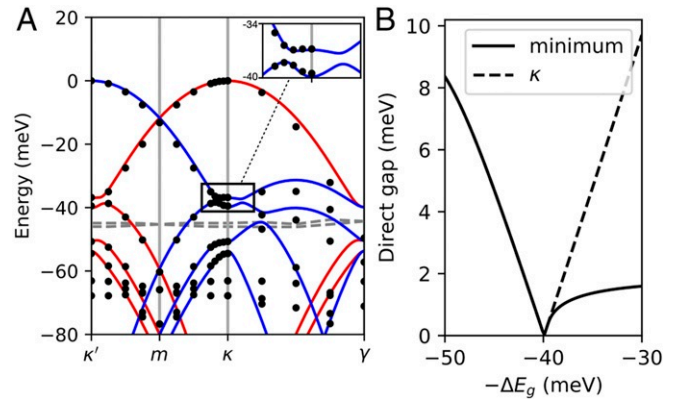 A
20
0
−20
−40
−60
−80
Energy (meV)
κ′
m
κ
γ
-34
-40
B
10
8
6
4
2
0
Direct gap (meV)
minimum
κ
−50
−40
−30
−ΔEg (meV)